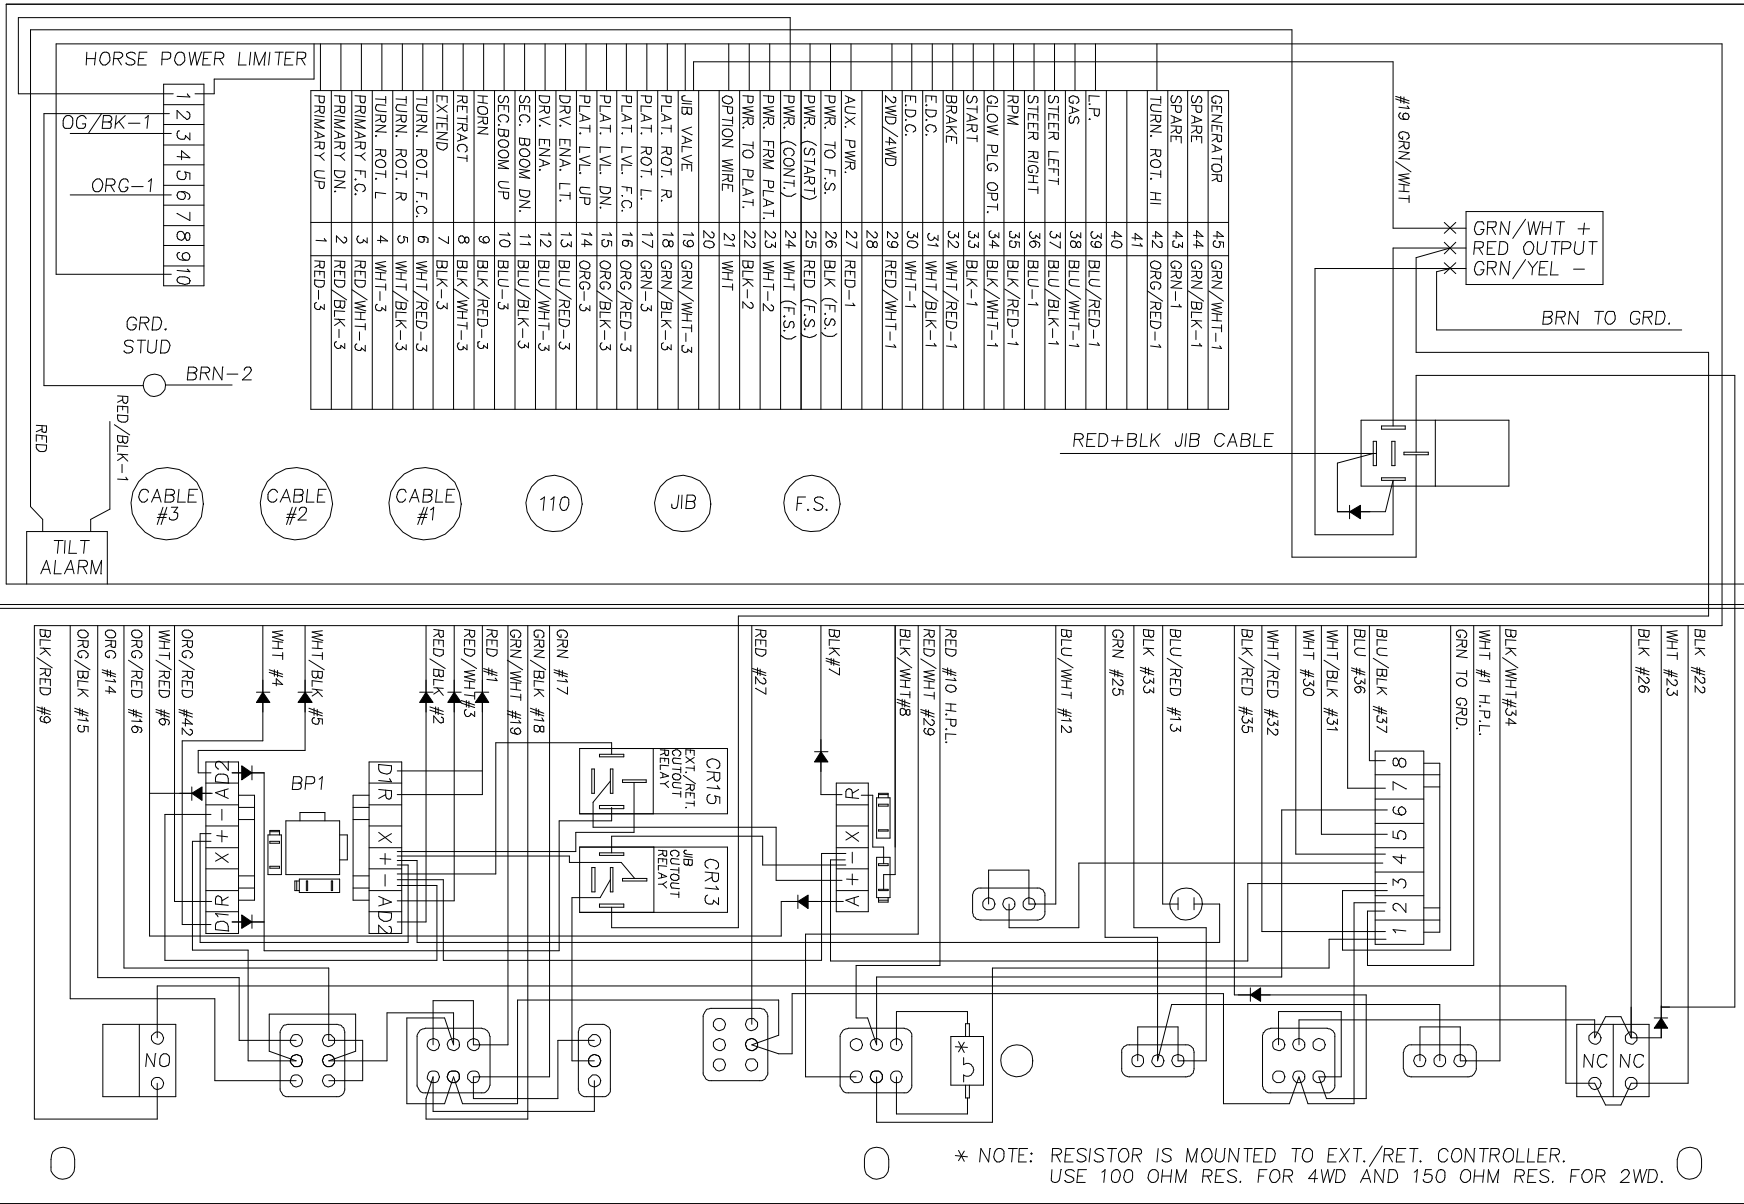 HORSE POWER LIMITER
1
2
3
4
5
6
7
8
9
10
OG/BK-1
ORG-1
GRD.
STUD
BRN-2
RED
RED/BLK-1
TILT
ALARM
PRIMARY UP 1 RED-3
PRIMARY DN. 2 RED/BLK-3
PRIMARY F.C. 3 RED/WHT-3
TURN. ROT. L 4 WHT-3
TURN. ROT. R 5 WHT/BLK-3
TURN. ROT. F.C. 6 WHT/RED-3
EXTEND 7 BLK-3
RETRACT 8 BLK/WHT-3
HORN 9 BLK/RED-3
SEC.BOOM UP 10 BLU-3
SEC. BOOM DN. 11 BLU/BLK-3
DRV. ENA. 12 BLU/WHT-3
DRV. ENA. LT. 13 BLU/RED-3
PLAT. LVL. UP 14 ORG-3
PLAT. LVL. DN. 15 ORG/BLK-3
PLAT. LVL. F.C. 16 ORG/RED-3
PLAT. ROT. L. 17 GRN-3
PLAT. ROT. R. 18 GRN/BLK-3
JIB VALVE 19 GRN/WHT-3
20
OPTION WIRE 21 WHT
PWR. TO PLAT. 22 BLK-2
PWR. FRM PLAT. 23 WHT-2
PWR. (CONT.) 24 WHT (F.S.)
PWR. (START) 25 RED (F.S.)
PWR. TO F.S. 26 BLK (F.S.)
AUX. PWR. 27 RED-1
28
2WD/4WD 29 RED/WHT-1
E.D.C. 30 WHT-1
E.D.C. 31 WHT/BLK-1
BRAKE 32 WHT/RED-1
START 33 BLK-1
GLOW PLG OPT. 34 BLK/WHT-1
RPM 35 BLK/RED-1
STEER RIGHT 36 BLU-1
STEER LEFT 37 BLU/BLK-1
GAS 38 BLU/WHT-1
L.P. 39 BLU/RED-1
40
41
TURN. ROT. HI 42 ORG/RED-1
SPARE 43 GRN-1
SPARE 44 GRN/BLK-1
GENERATOR 45 GRN/WHT-1
#19 GRN/WHT
GRN/WHT +
RED OUTPUT
GRN/YEL -
BRN TO GRD.
RED+BLK JIB CABLE
CABLE
#3
CABLE
#2
CABLE
#1
110
JIB
F.S.
BLK/RED #9
ORG/BLK #15
ORG #14
ORG/RED #16
WHT/RED #6
ORG/RED #42
WHT #4
WHT/BLK #5
RED/BLK #2
RED/WHT#3
RED #1
GRN/WHT #19
GRN/BLK #18
GRN #17
RED #27
BLK#7
BLK/WHT#8
RED/WHT #29
RED #10 H.P.L.
BLU/WHT #12
GRN #25
BLK #33
BLU/RED #13
BLK/RED #35
WHT/RED #32
WHT #30
WHT/BLK #31
BLU #36
BLU/BLK #37
GRN TO GRD.
WHT #1 H.P.L.
BLK/WHT#34
BLK #26
WHT #23
BLK #22
D2
A
-
+
X
R
D1
BP1
D1
R
X
+
-
A
D2
CR15
EXT./RET.
CUTOUT
RELAY
CR13
JIB
CUTOUT
RELAY
R
X
-
+
A
8
7
6
5
4
3
2
1
NO
*
NC
NC
* NOTE: RESISTOR IS MOUNTED TO EXT./RET. CONTROLLER.
USE 100 OHM RES. FOR 4WD AND 150 OHM RES. FOR 2WD.